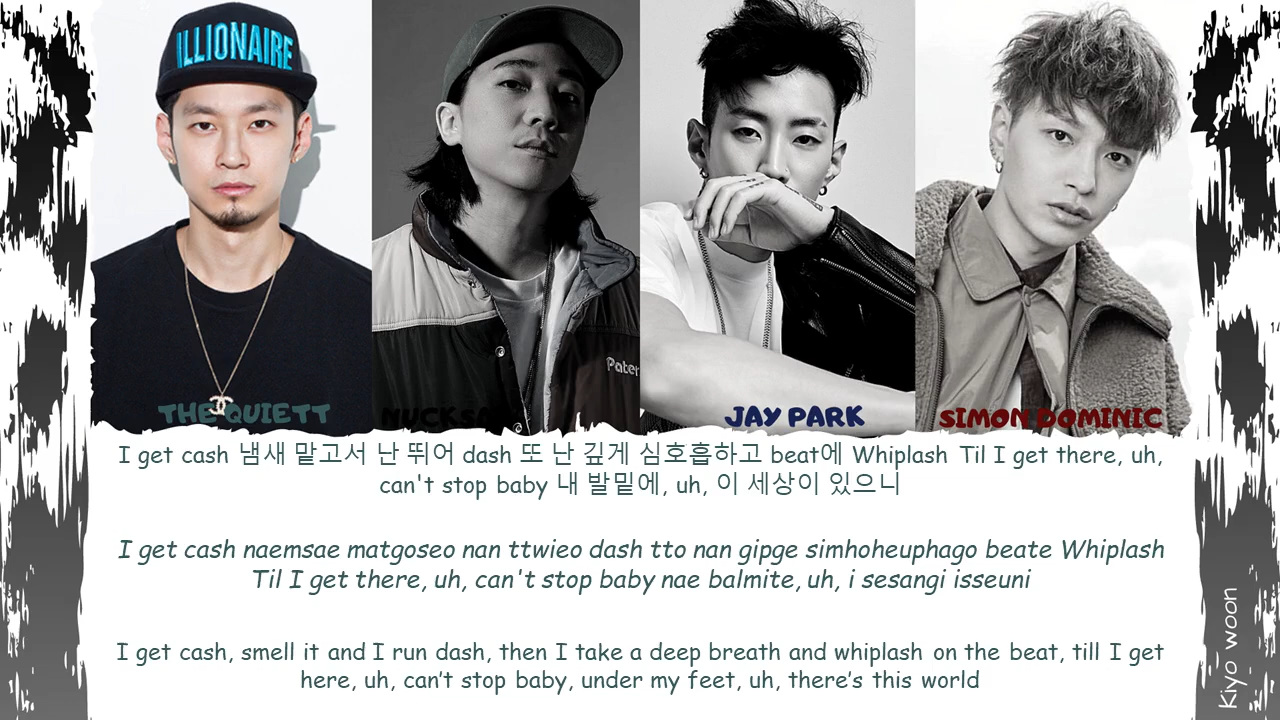 ILLIONAIRE
Pater
THE QUIETT
NUCKSA
JAY PARK
SIMON DOMINIC
I get cash 냄새 맡고서 난 뛰어 dash 또 난 깊게 심호흡하고 beat에 Whiplash Til I get there, uh,
can't stop baby 내 발밑에, uh, 이 세상이 있으니
I get cash naemsae matgoseo nan ttwieo dash tto nan gipge simhoheuphago beate Whiplash
Til I get there, uh, can't stop baby nae balmite, uh, i sesangi isseuni
I get cash, smell it and I run dash, then I take a deep breath and whiplash on the beat, till I get
here, uh, can’t stop baby, under my feet, uh, there’s this world
Kiyo woon